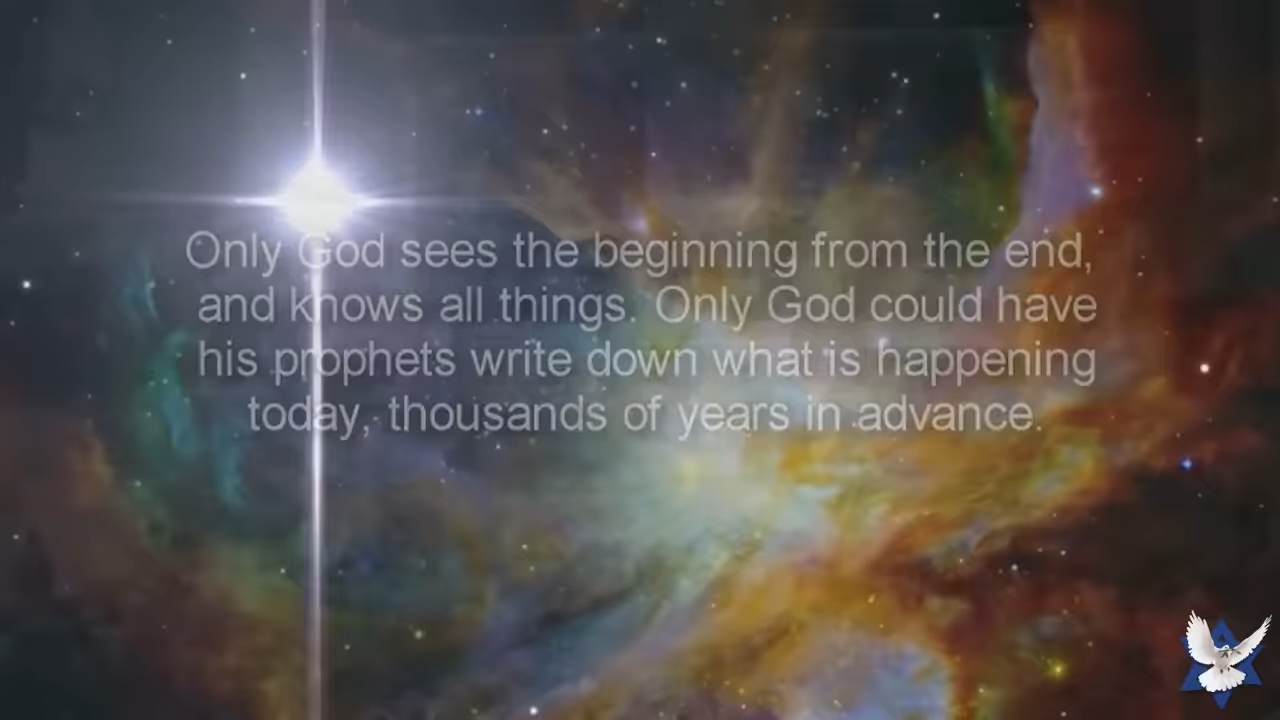 Only God sees the beginning from the end,
and knows all things. Only God could have
his prophets write down what is happening
today, thousands of years in advance.